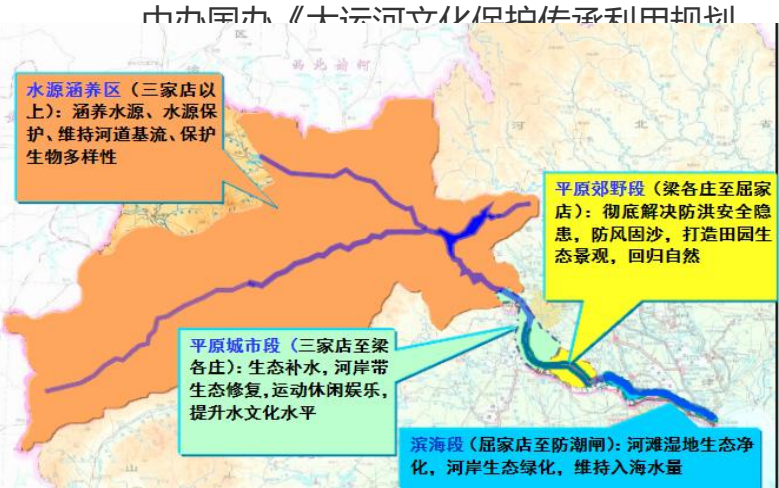 中办国办《大运河文化保护传承利用规划
水源涵养区（三家店以
上）：涵养水源、水源保
护、维持河道基流、保护
生物多样性
平原郊野段（梁各庄至屈家
店）：彻底解决防洪安全隐
患，防风固沙，打造田园生
态景观，回归自然
平原城市段（三家店至梁
各庄）：生态补水，河岸带
生态修复，运动休闲娱乐，
提升水文化水平
滨海段（屈家店至防潮闸）：河滩湿地生态净
化，河岸生态绿化，维持入海水量
河
北
山